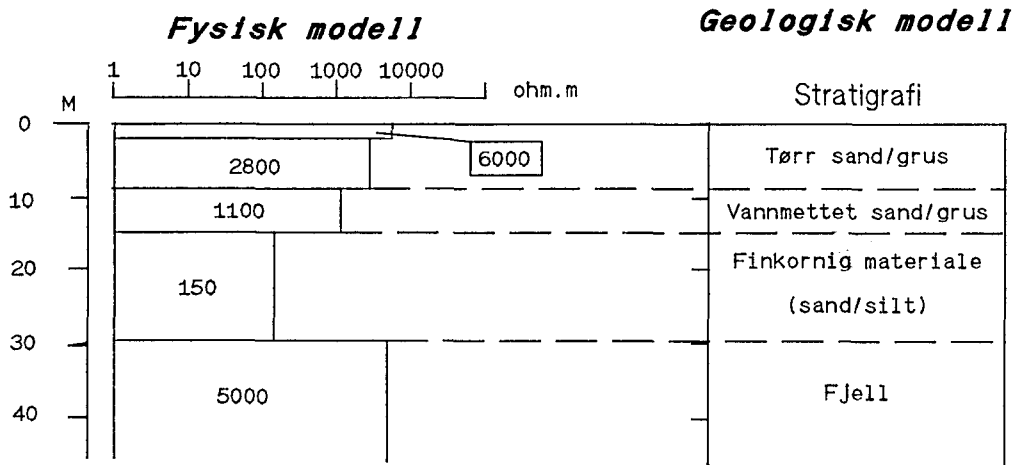 Fysisk modell
Geologisk modell
1 10 100 1000 10000
ohm.m
M
Stratigrafi
0
6000
Tørr sand/grus
2800
10
1100
Vannmettet sand/grus
Finkornig materiale
20
150
(sand/silt)
30
5000
Fjell
40